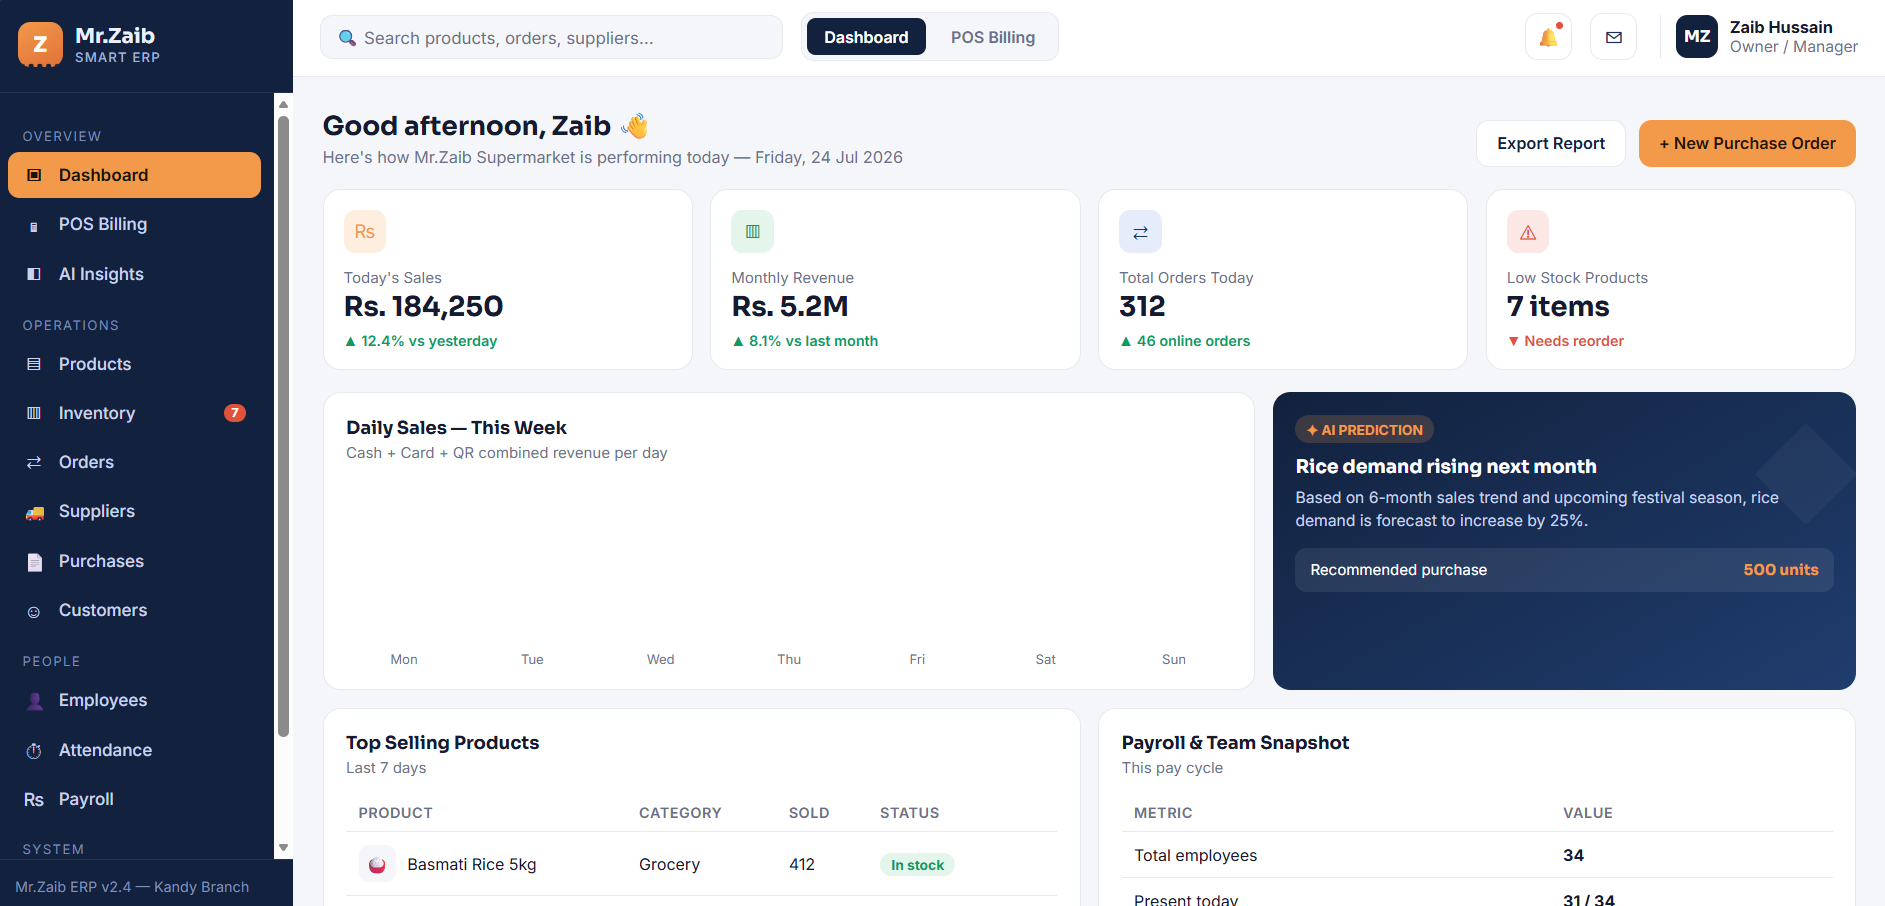 Z
Mr.Zaib
SMART ERP
Search products, orders, suppliers...
Dashboard
POS Billing
MZ
Zaib Hussain
Owner / Manager
OVERVIEW
Dashboard
POS Billing
AI Insights
OPERATIONS
Products
Inventory 7
Orders
Suppliers
Purchases
Customers
PEOPLE
Employees
Attendance
Rs Payroll
SYSTEM
Mr.Zaib ERP v2.4 — Kandy Branch
Good afternoon, Zaib
Here's how Mr.Zaib Supermarket is performing today — Friday, 24 Jul 2026
Export Report
+ New Purchase Order
Rs
Today's Sales
Rs. 184,250
▲ 12.4% vs yesterday
Monthly Revenue
Rs. 5.2M
▲ 8.1% vs last month
Total Orders Today
312
▲ 46 online orders
Low Stock Products
7 items
▼ Needs reorder
Daily Sales — This Week
Cash + Card + QR combined revenue per day
Mon Tue Wed Thu Fri Sat Sun
✦ AI PREDICTION
Rice demand rising next month
Based on 6-month sales trend and upcoming festival season, rice
demand is forecast to increase by 25%.
Recommended purchase 500 units
Top Selling Products
Last 7 days
PRODUCT CATEGORY SOLD STATUS
Basmati Rice 5kg Grocery 412 In stock
Payroll & Team Snapshot
This pay cycle
METRIC VALUE
Total employees 34
Present today 31 / 34